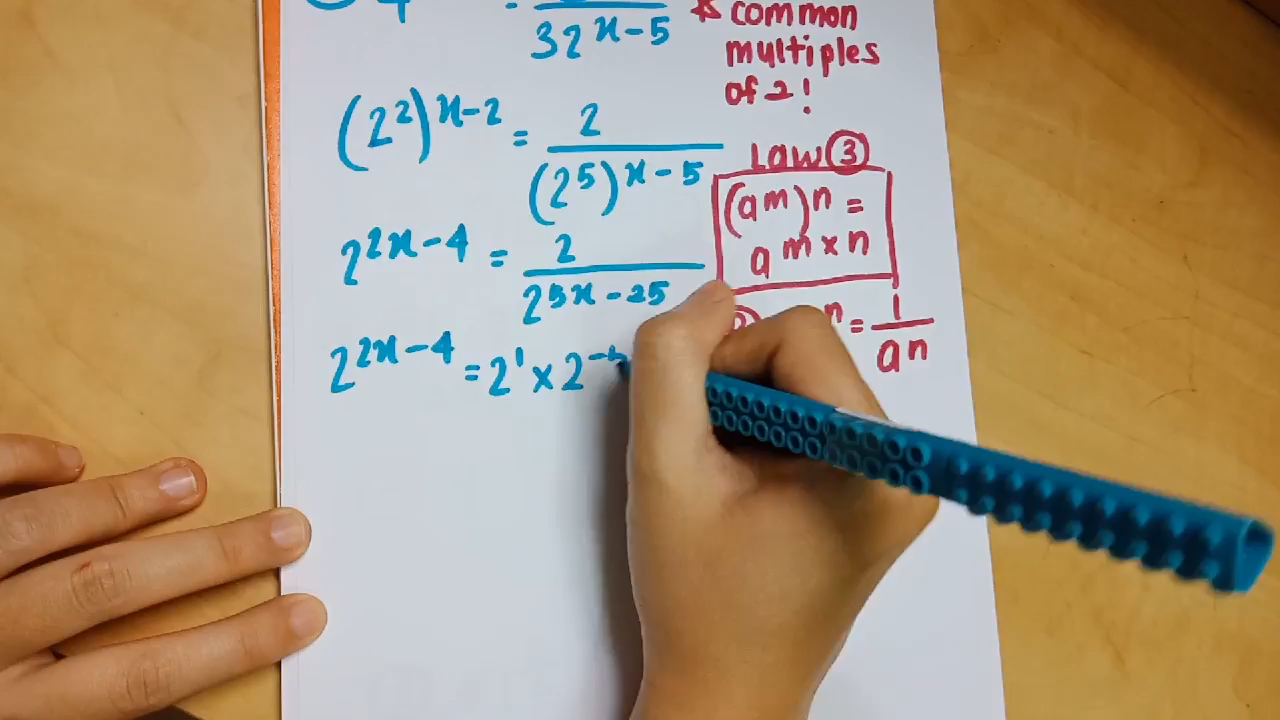 32^(x-5)
* common
multiples
of 2!
(2^2)^(x-2) = 2/(2^5)^(x-5)
Law ③
(a^m)^n =
a^(m×n)
2^(2x-4) = 2/2^(5x-25)
n = 1/a^n
2^(2x-4) = 2^1 × 2^-